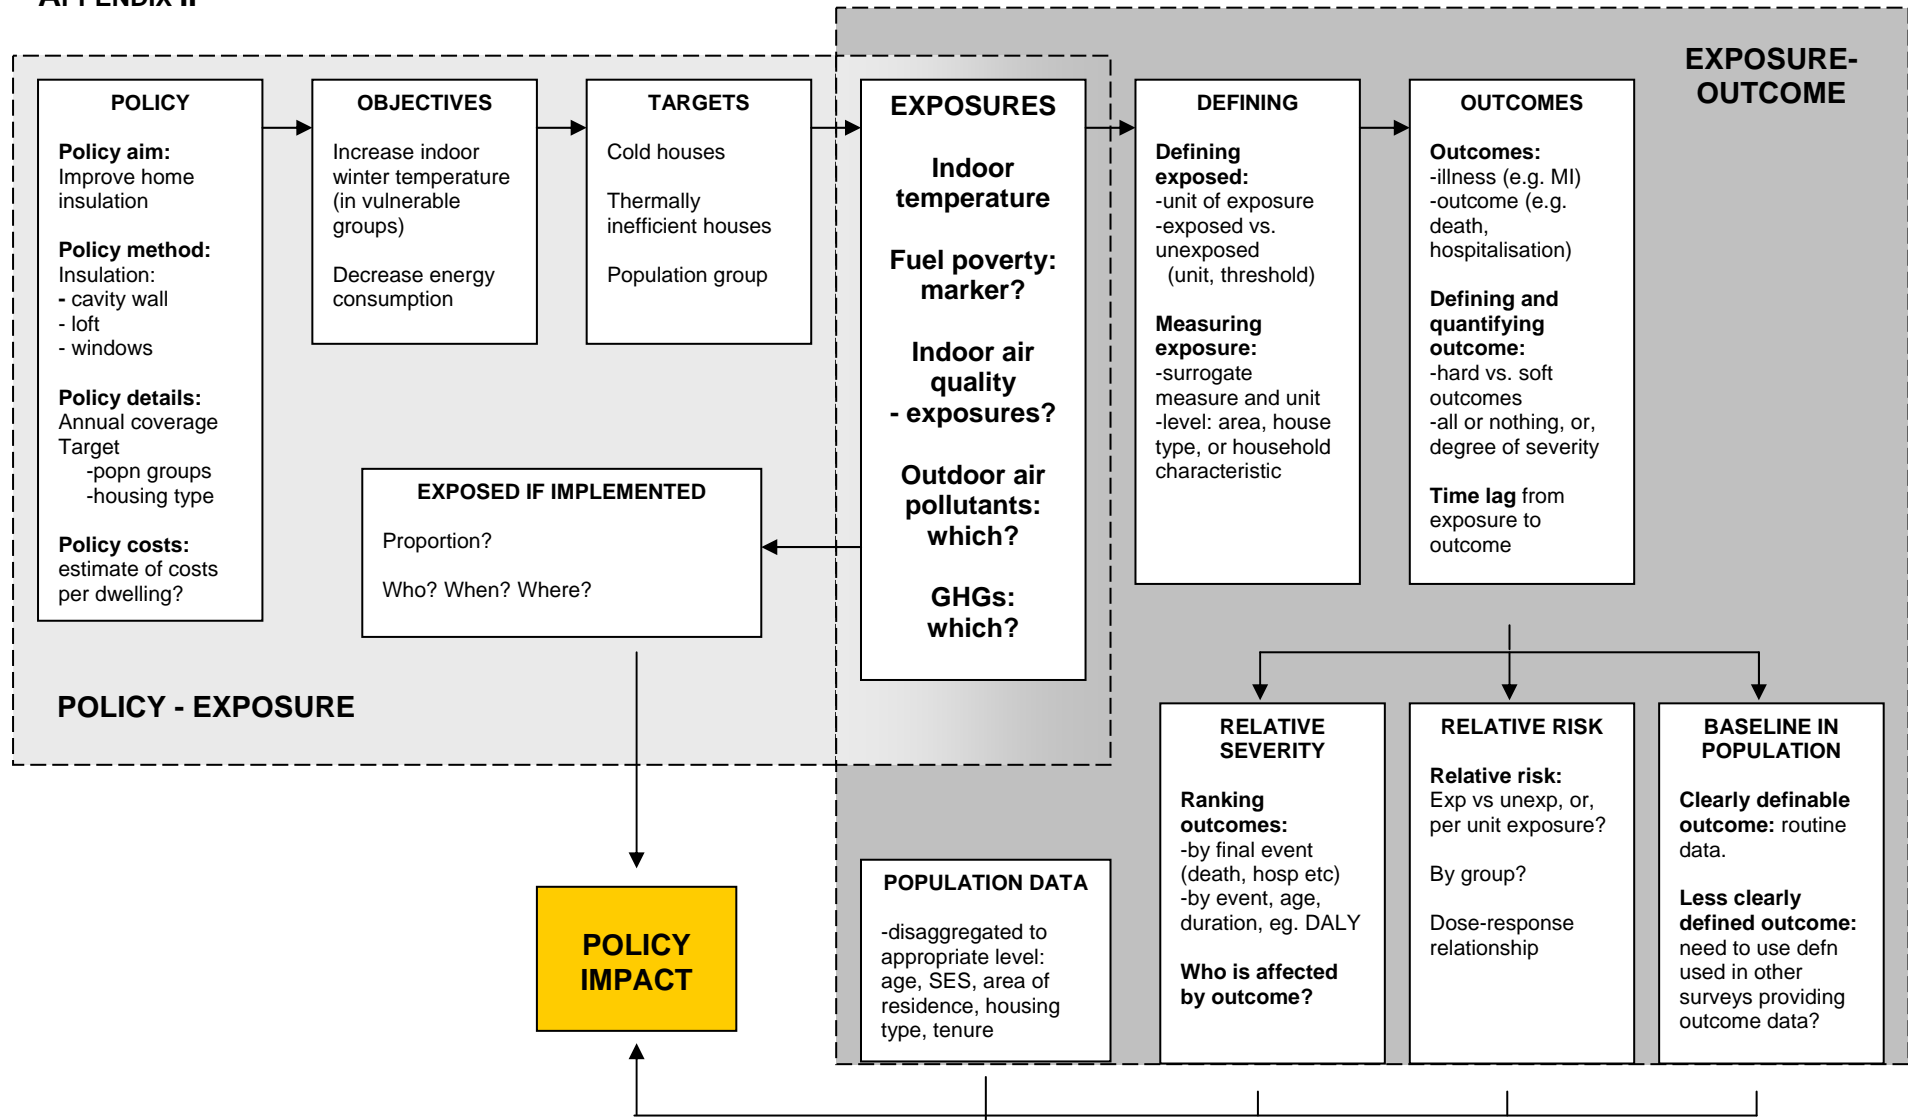 APPENDIX II
EXPOSURE-
OUTCOME
POLICY
Policy aim:
Improve home
insulation
Policy method:
Insulation:
- cavity wall
- loft
- windows
Policy details:
Annual coverage
Target
-popn groups
-housing type
Policy costs:
estimate of costs
per dwelling?
OBJECTIVES
Increase indoor
winter temperature
(in vulnerable
groups)
Decrease energy
consumption
TARGETS
Cold houses
Thermally
inefficient houses
Population group
EXPOSURES
Indoor
temperature
Fuel poverty:
marker?
Indoor air
quality
- exposures?
Outdoor air
pollutants:
which?
GHGs:
which?
DEFINING
Defining
exposed:
-unit of exposure
-exposed vs.
unexposed
(unit, threshold)
Measuring
exposure:
-surrogate
measure and unit
-level: area, house
type, or household
characteristic
OUTCOMES
Outcomes:
-illness (e.g. MI)
-outcome (e.g.
death,
hospitalisation)
Defining and
quantifying
outcome:
-hard vs. soft
outcomes
-all or nothing, or,
degree of severity
Time lag from
exposure to
outcome
EXPOSED IF IMPLEMENTED
Proportion?
Who? When? Where?
POLICY - EXPOSURE
POLICY
IMPACT
POPULATION DATA
-disaggregated to
appropriate level:
age, SES, area of
residence, housing
type, tenure
RELATIVE
SEVERITY
Ranking
outcomes:
-by final event
(death, hosp etc)
-by event, age,
duration, eg. DALY
Who is affected
by outcome?
RELATIVE RISK
Relative risk:
Exp vs unexp, or,
per unit exposure?
By group?
Dose-response
relationship
BASELINE IN
POPULATION
Clearly definable
outcome: routine
data.
Less clearly
defined outcome:
need to use defn
used in other
surveys providing
outcome data?